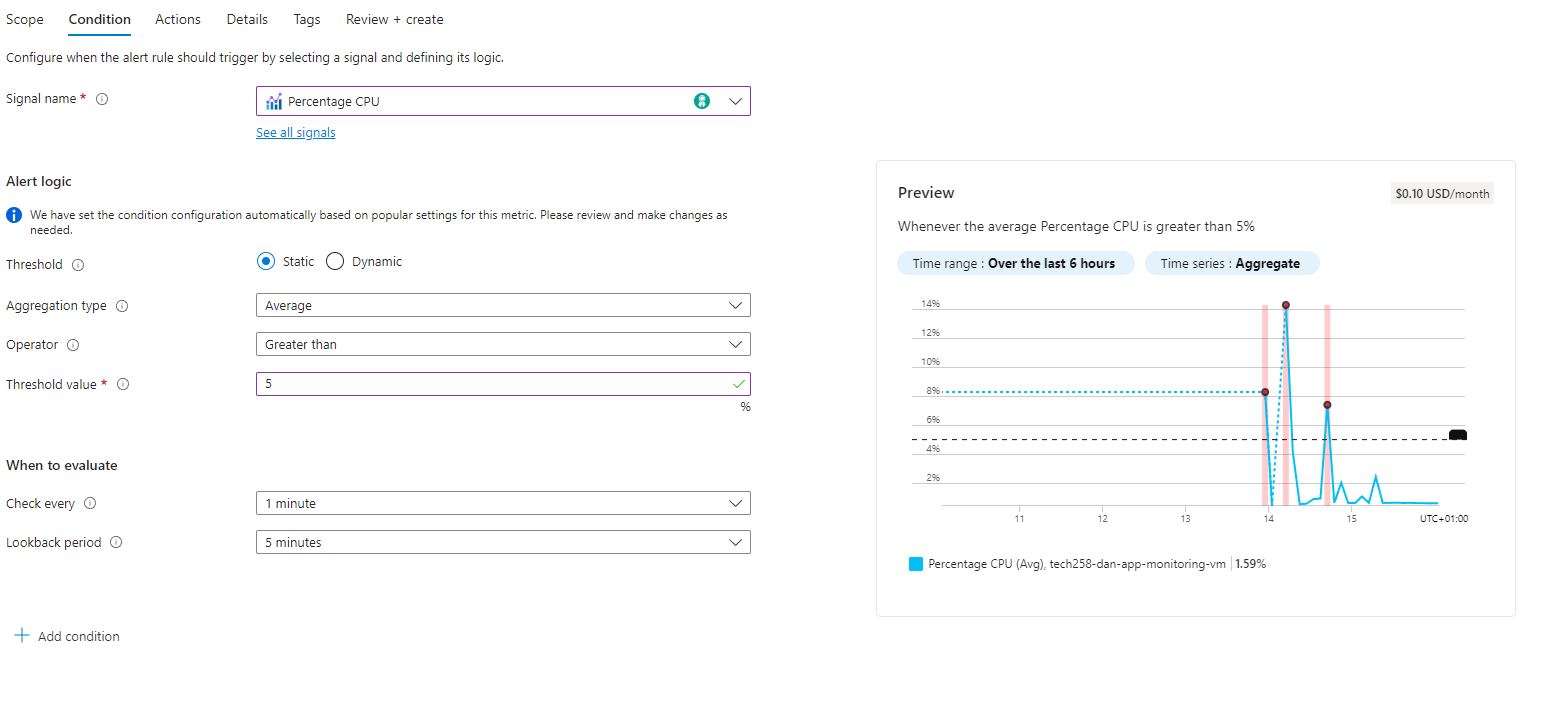 Scope Condition Actions Details Tags Review + create
Configure when the alert rule should trigger by selecting a signal and defining its logic.
Signal name * Percentage CPU
See all signals
Alert logic
We have set the condition configuration automatically based on popular settings for this metric. Please review and make changes as
needed.
Threshold Static Dynamic
Aggregation type Average
Operator Greater than
Threshold value * 5
%
When to evaluate
Check every 1 minute
Lookback period 5 minutes
Add condition
Preview $0.10 USD/month
Whenever the average Percentage CPU is greater than 5%
Time range : Over the last 6 hours Time series : Aggregate
14%
12%
10%
8%
6%
4%
2%
11 12 13 14 15 UTC+01:00
Percentage CPU (Avg), tech258-dan-app-monitoring-vm 1.59%